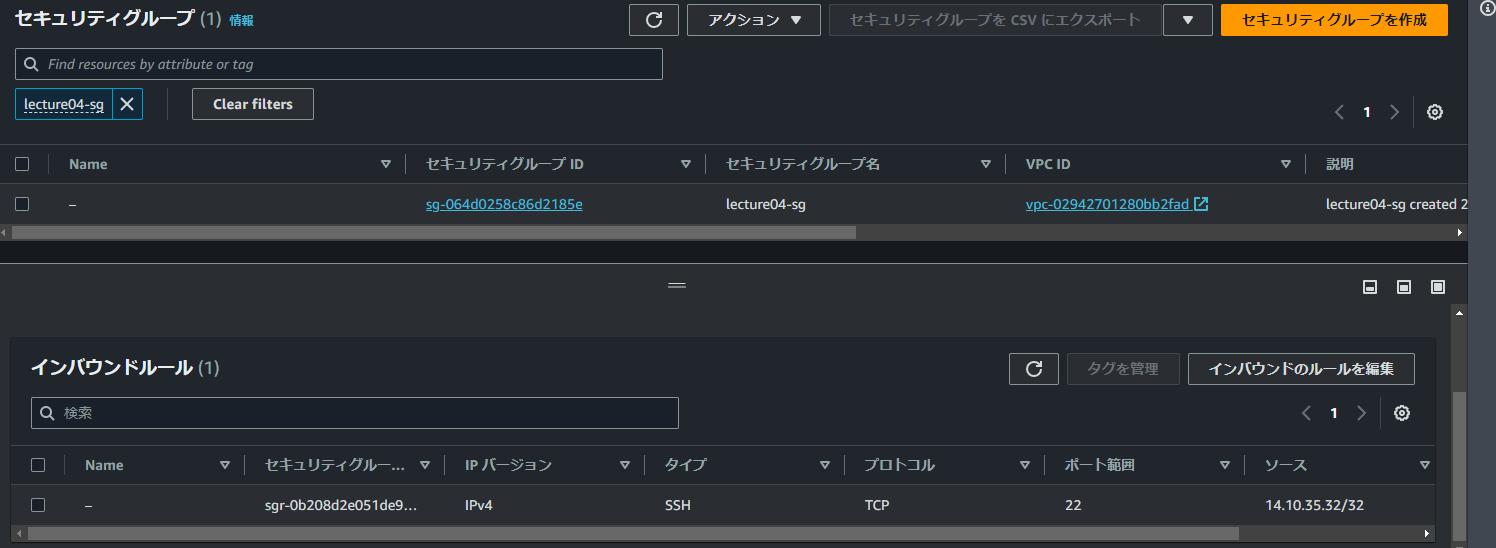 セキュリティグループ (1) 情報 アクション セキュリティグループを CSV にエクスポート セキュリティグループを作成
Find resources by attribute or tag
lecture04-sg Clear filters 1
Name セキュリティグループ ID セキュリティグループ名 VPC ID 説明
– sg-064d0258c86d2185e lecture04-sg vpc-02942701280bb2fad lecture04-sg created 2
インバウンドルール (1) タグを管理 インバウンドのルールを編集
検索 1
Name セキュリティグルー... IP バージョン タイプ プロトコル ポート範囲 ソース
– sgr-0b208d2e051de9... IPv4 SSH TCP 22 14.10.35.32/32